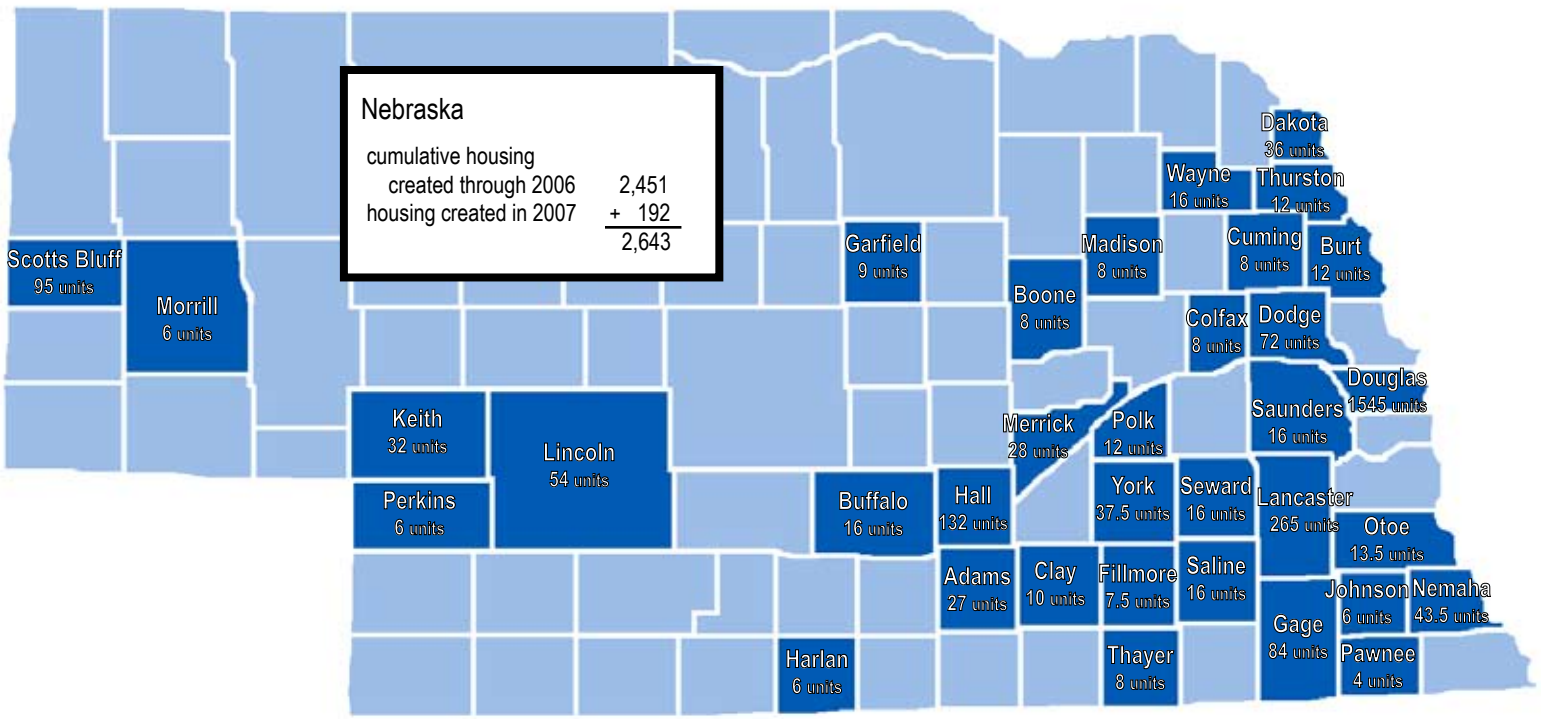 Nebraska
cumulative housing
created through 2006 2,451
housing created in 2007 + 192
2,643
Dakota
36 units
Wayne
16 units
Thurston
12 units
Scotts Bluff
95 units
Morrill
6 units
Garfield
9 units
Madison
8 units
Cuming
8 units
Burt
12 units
Boone
8 units
Colfax
8 units
Dodge
72 units
Douglas
1545 units
Keith
32 units
Lincoln
54 units
Merrick
28 units
Polk
12 units
Saunders
16 units
Perkins
6 units
Buffalo
16 units
Hall
132 units
York
37.5 units
Seward
16 units
Lancaster
265 units
Otoe
13.5 units
Adams
27 units
Clay
10 units
Fillmore
7.5 units
Saline
16 units
Johnson
6 units
Nemaha
43.5 units
Gage
84 units
Harlan
6 units
Thayer
8 units
Pawnee
4 units